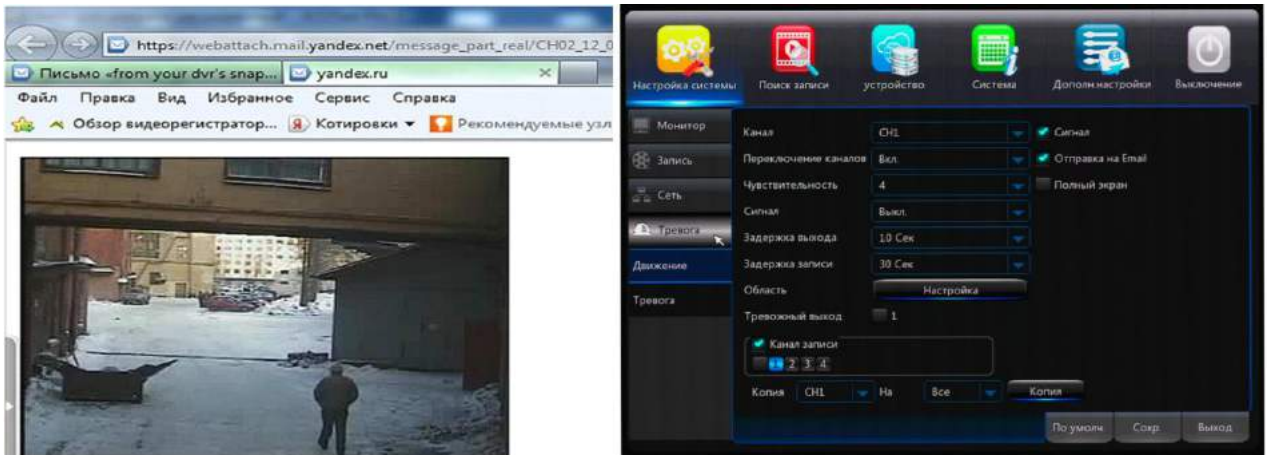 https://webattach.mail.yandex.net/message_part_real/CH02_12_0
Письмо «from your dvr's snap... yandex.ru
Файл Правка Вид Избранное Сервис Справка
Обзор видеорегистратор... Я Котировки Рекомендуемые узл
Настройка системы Поиск записи устройство Система Дополн.настройки Выключение
Монитор
Запись
Сеть
Тревога
Движение
Тревога
Канал CH1 Сигнал
Переключение каналов Вкл. Отправка на Email
Чувствительность 4 Полный экран
Сигнал Выкл.
Задержка выхода 10 Сек
Задержка записи 30 Сек
Область Настройка
Тревожный выход 1
Канал записи
1 2 3 4
Копия CH1 На Все Копия
По умолч Сохр. Выход